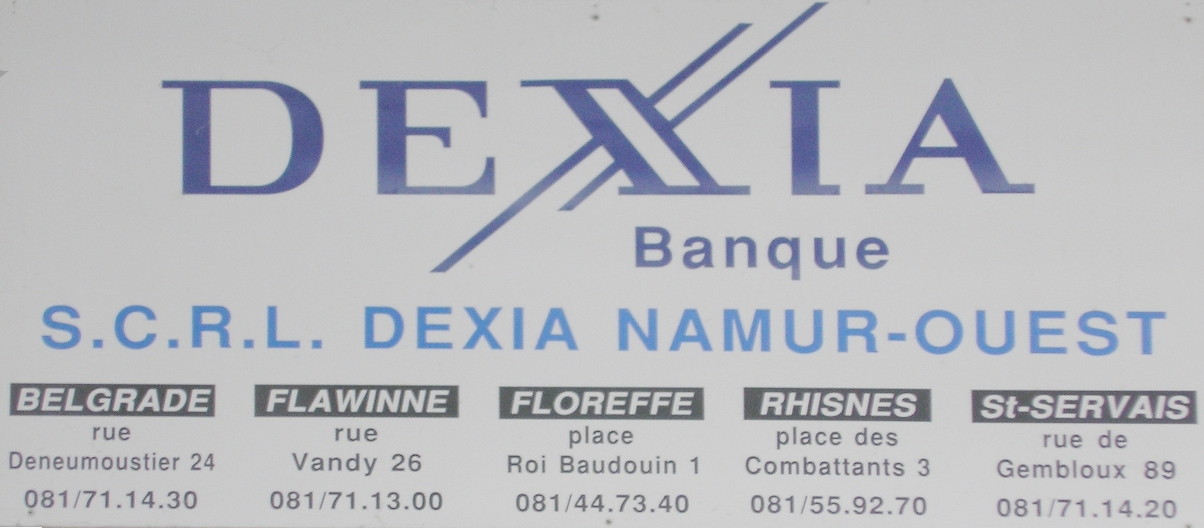 DEXIA
Banque
S.C.R.L. DEXIA NAMUR-OUEST
BELGRADE
rue
Deneumoustier 24
081/71.14.30
FLAWINNE
rue
Vandy 26
081/71.13.00
FLOREFFE
place
Roi Baudouin 1
081/44.73.40
RHISNES
place des
Combattants 3
081/55.92.70
St-SERVAIS
rue de
Gembloux 89
081/71.14.20